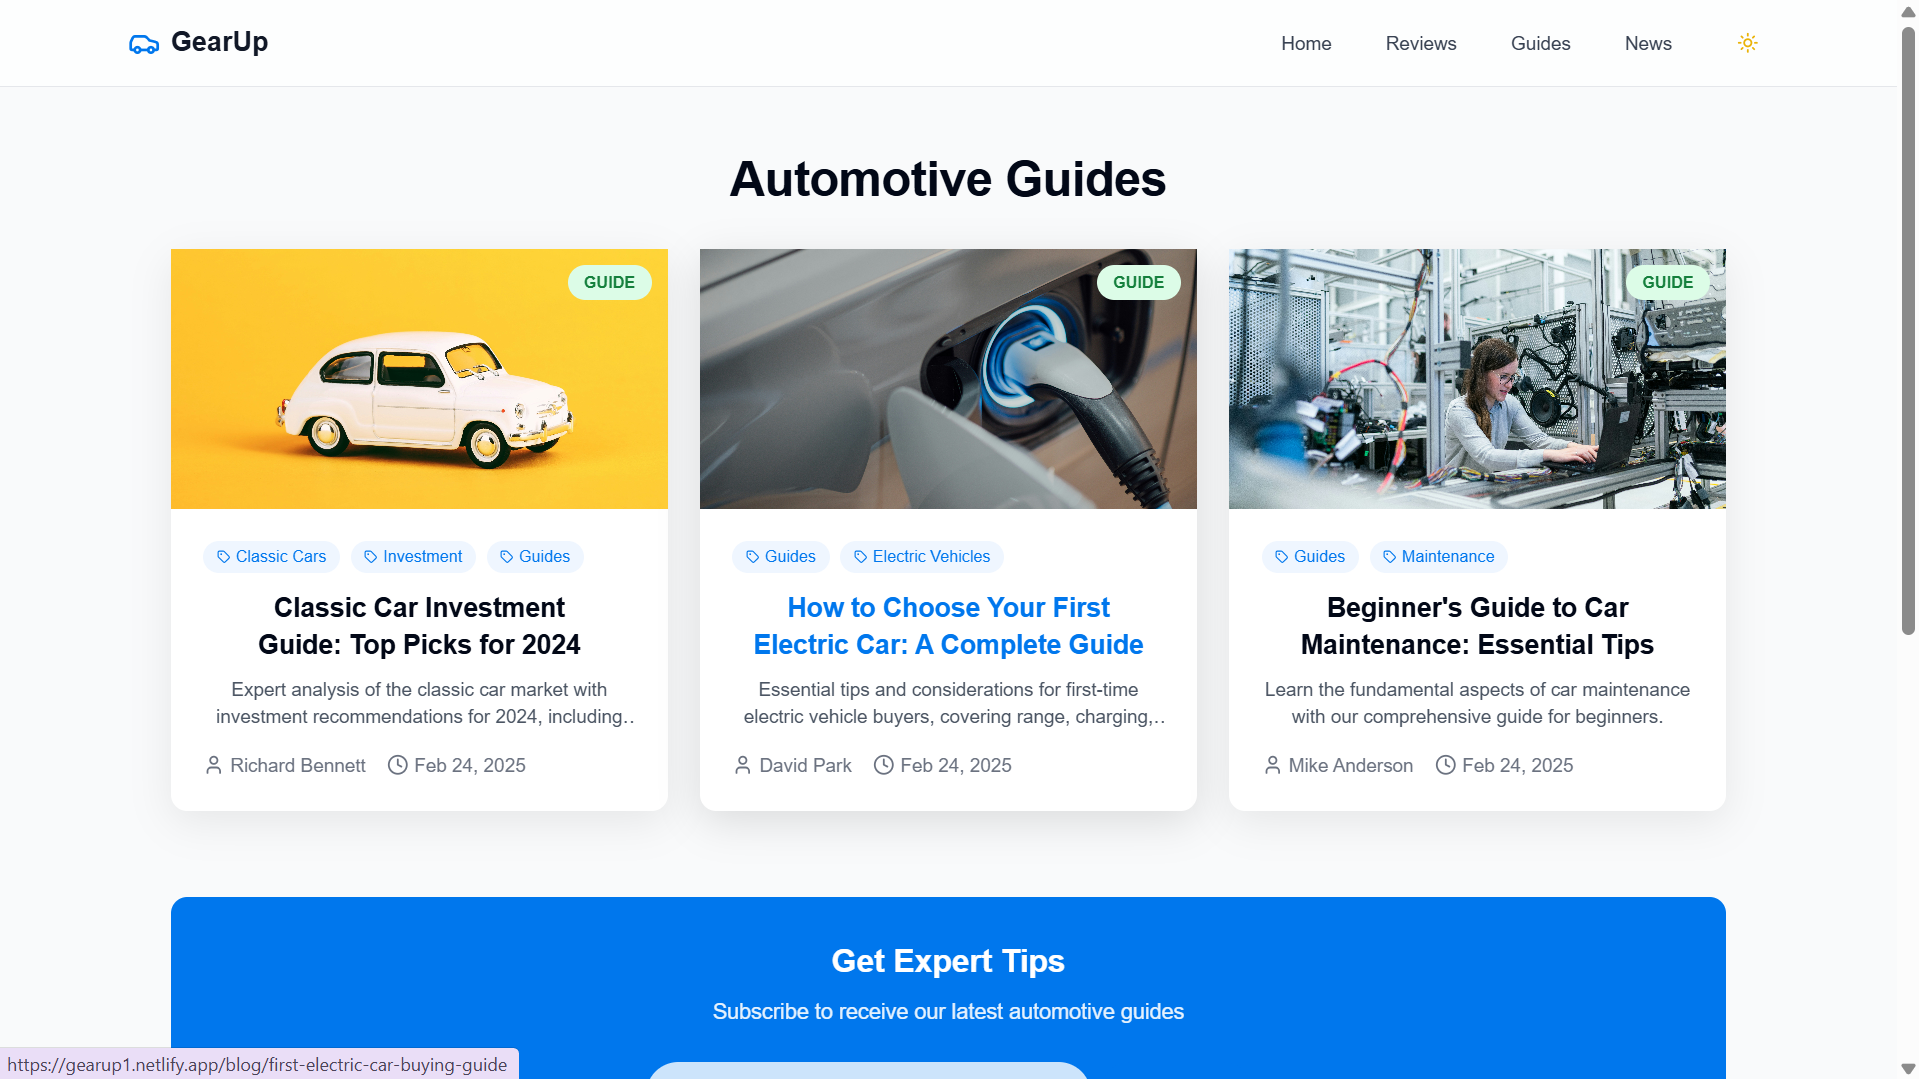 GearUp
Home
Reviews
Guides
News
Automotive Guides
GUIDE
Classic Cars
Investment
Guides
Classic Car Investment
Guide: Top Picks for 2024
Expert analysis of the classic car market with
investment recommendations for 2024, including..
Richard Bennett
Feb 24, 2025
GUIDE
Guides
Electric Vehicles
How to Choose Your First
Electric Car: A Complete Guide
Essential tips and considerations for first-time
electric vehicle buyers, covering range, charging,..
David Park
Feb 24, 2025
GUIDE
Guides
Maintenance
Beginner's Guide to Car
Maintenance: Essential Tips
Learn the fundamental aspects of car maintenance
with our comprehensive guide for beginners.
Mike Anderson
Feb 24, 2025
Get Expert Tips
Subscribe to receive our latest automotive guides
https://gearup1.netlify.app/blog/first-electric-car-buying-guide